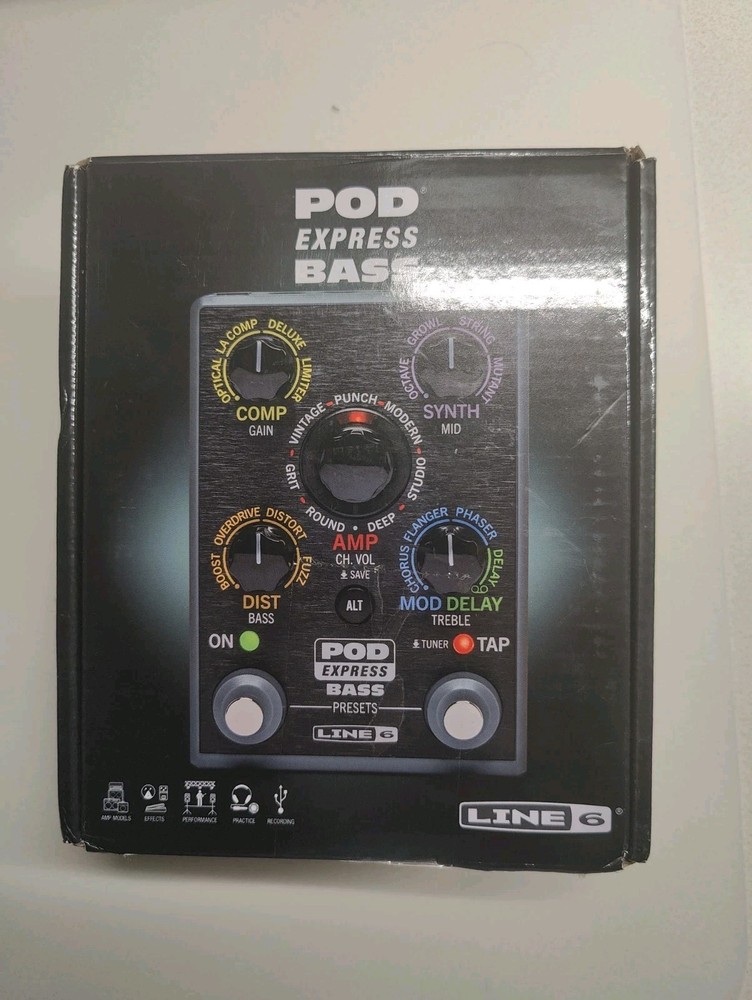 POD®
EXPRESS
BASS
OPTICAL LA COMP DELUXE LIMITER
COMP
GAIN
OCTAVE GROWL STRING MUTANT
SYNTH
MID
GRIT VINTAGE PUNCH MODERN STUDIO
ROUND DEEP
AMP
CH. VOL
SAVE
BOOST OVERDRIVE DISTORT FUZZ
DIST
BASS
ALT
CHORUS FLANGER PHASER DELAY
MOD DELAY
TREBLE
ON
TUNER TAP
POD
EXPRESS
BASS
PRESETS
LINE 6
AMP MODELS EFFECTS PERFORMANCE PRACTICE RECORDING
LINE 6®